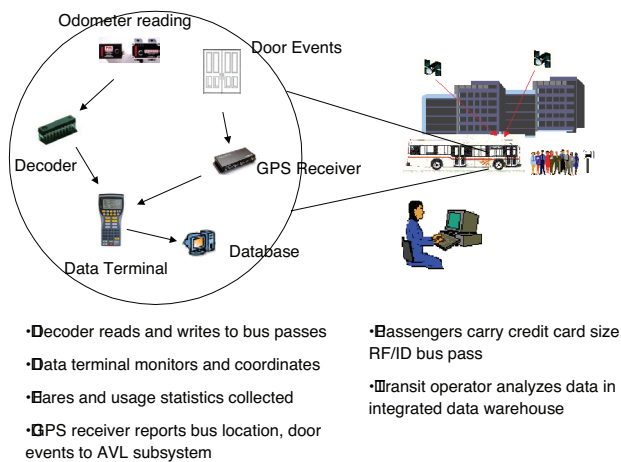 Odometer reading
Door Events
Decoder
GPS Receiver
Database
Data Terminal
•Decoder reads and writes to bus passes
•Data terminal monitors and coordinates
•Fares and usage statistics collected
•GPS receiver reports bus location, door
events to AVL subsystem
•Passengers carry credit card size
RF/ID bus pass
•Transit operator analyzes data in
integrated data warehouse